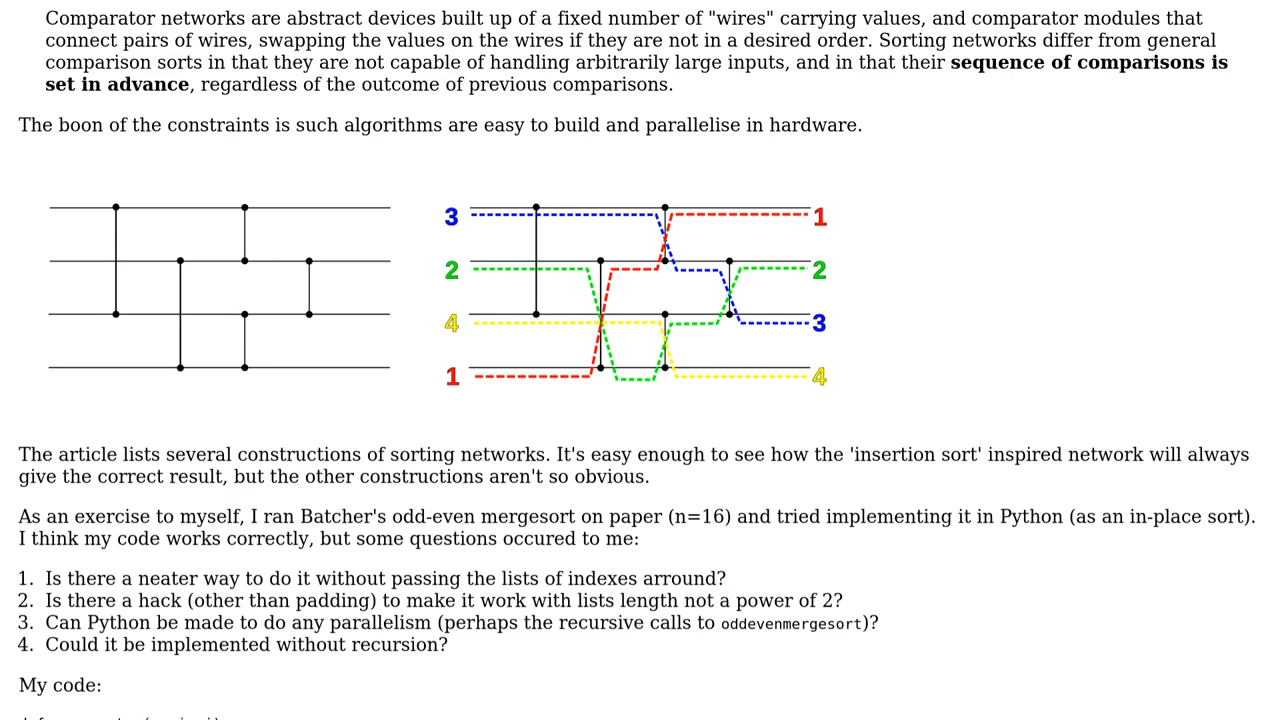 Comparator networks are abstract devices built up of a fixed number of "wires" carrying values, and comparator modules that
connect pairs of wires, swapping the values on the wires if they are not in a desired order. Sorting networks differ from general
comparison sorts in that they are not capable of handling arbitrarily large inputs, and in that their sequence of comparisons is
set in advance, regardless of the outcome of previous comparisons.
The boon of the constraints is such algorithms are easy to build and parallelise in hardware.
3 1
2 2
4 3
1 4
The article lists several constructions of sorting networks. It's easy enough to see how the 'insertion sort' inspired network will always
give the correct result, but the other constructions aren't so obvious.
As an exercise to myself, I ran Batcher's odd-even mergesort on paper (n=16) and tried implementing it in Python (as an in-place sort).
I think my code works correctly, but some questions occured to me:
1. Is there a neater way to do it without passing the lists of indexes arround?
2. Is there a hack (other than padding) to make it work with lists length not a power of 2?
3. Can Python be made to do any parallelism (perhaps the recursive calls to oddevenmergesort)?
4. Could it be implemented without recursion?
My code: